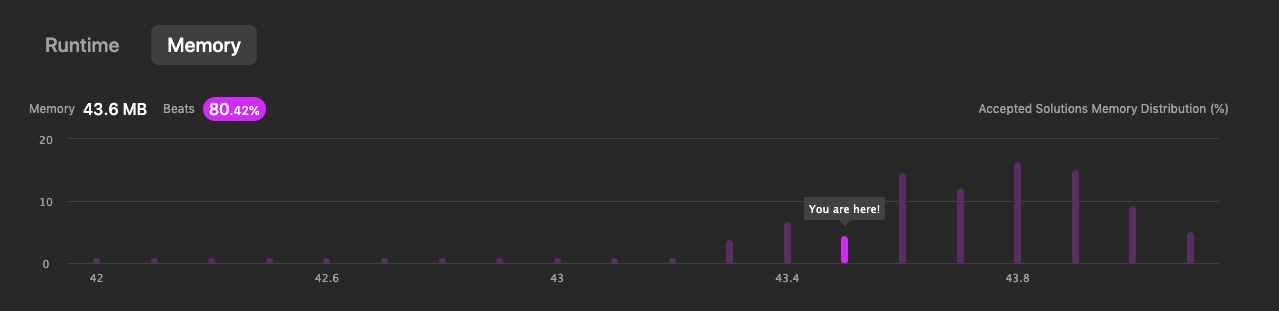 Runtime Memory
Memory 43.6 MB Beats 80.42% Accepted Solutions Memory Distribution (%)
20
10
You are here!
0
42 42.6 43 43.4 43.8